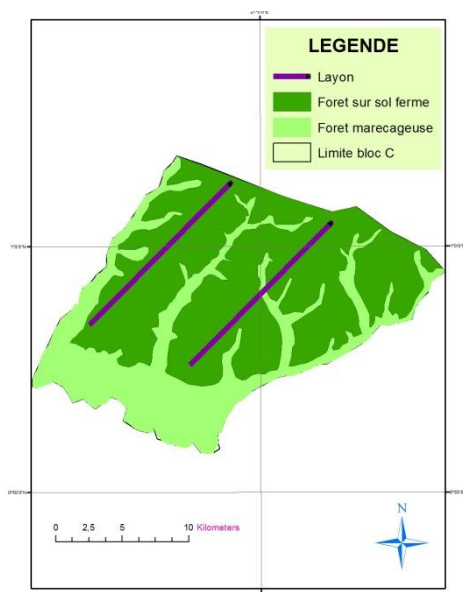 LEGENDE
Layon
Foret sur sol ferme
Foret marecageuse
Limite bloc C
0 2,5 5 10 Kilometers
N